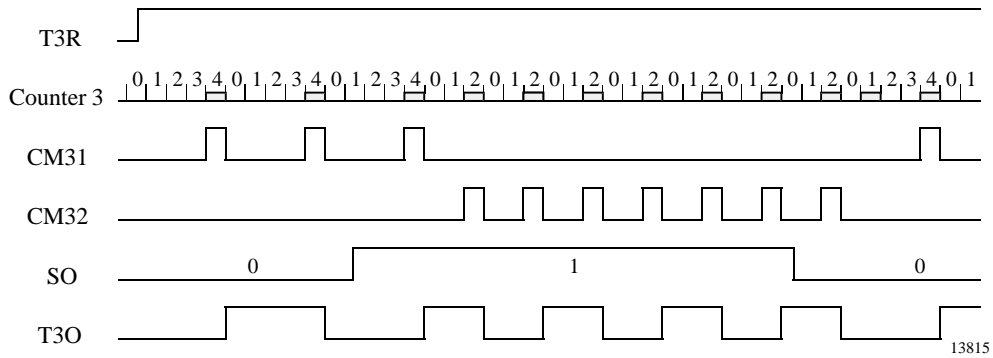 T3R
Counter 3 0 1 2 3 4 0 1 2 3 4 0 1 2 3 4 0 1 2 0 1 2 0 1 2 0 1 2 0 1 2 0 1 2 0 1 2 0 1 2 3 4 0 1
CM31
CM32
SO 0 1 0
T3O
13815